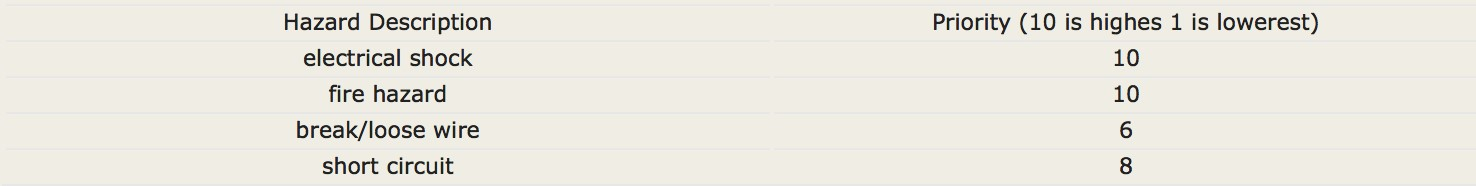 Hazard Description Priority (10 is highes 1 is lowerest)
electrical shock 10
fire hazard 10
break/loose wire 6
short circuit 8